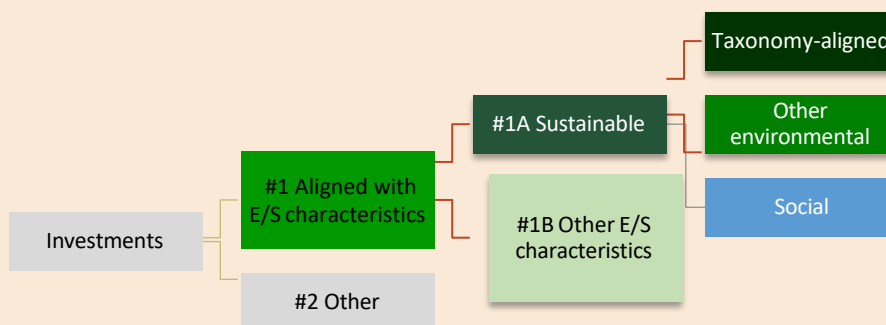 Taxonomy-aligned
#1A Sustainable
Other
environmental
#1 Aligned with
E/S characteristics
Social
#1B Other E/S
characteristics
Investments
#2 Other